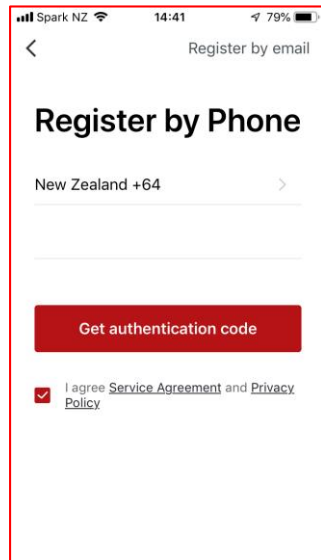 Spark NZ 14:41 79%
Register by email
Register by Phone
New Zealand +64
Get authentication code
I agree Service Agreement and Privacy
Policy